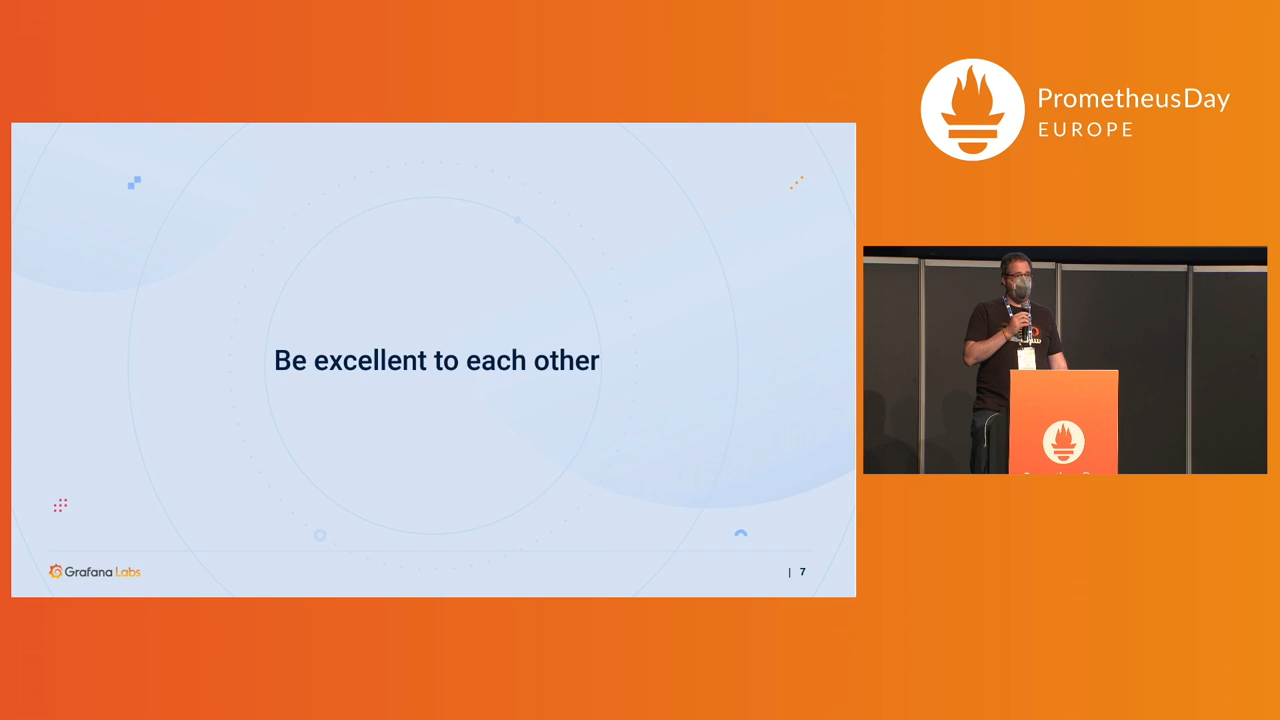 PrometheusDay
EUROPE
Be excellent to each other
Grafana Labs
| 7